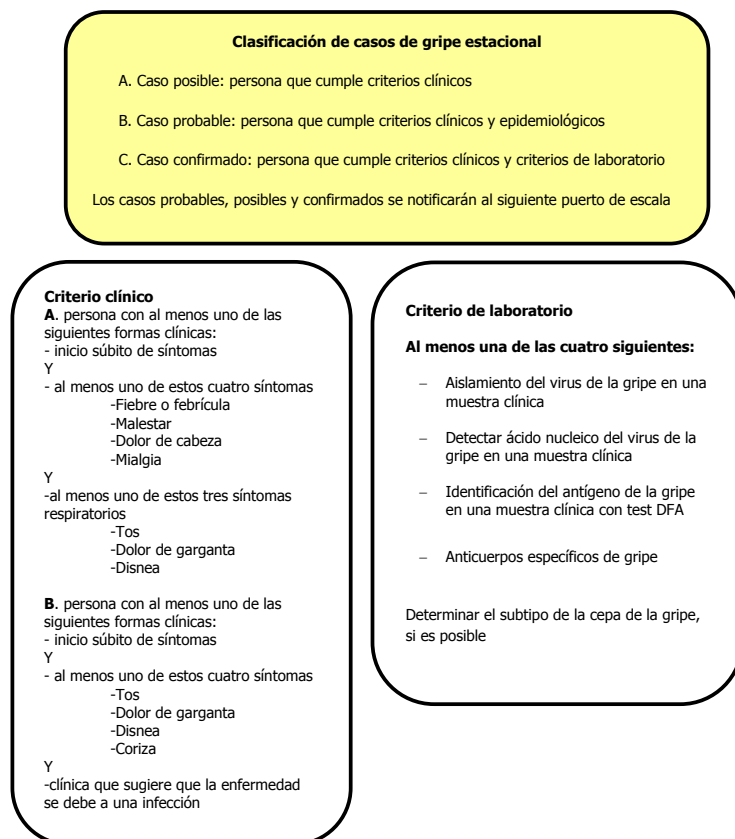 Clasificación de casos de gripe estacional
A. Caso posible: persona que cumple criterios clínicos
B. Caso probable: persona que cumple criterios clínicos y epidemiológicos
C. Caso confirmado: persona que cumple criterios clínicos y criterios de laboratorio
Los casos probables, posibles y confirmados se notificarán al siguiente puerto de escala
Criterio clínico
A. persona con al menos uno de las
siguientes formas clínicas:
- inicio súbito de síntomas
Y
- al menos uno de estos cuatro síntomas
-Fiebre o febrícula
-Malestar
-Dolor de cabeza
-Mialgia
Y
-al menos uno de estos tres síntomas
respiratorios
-Tos
-Dolor de garganta
-Disnea
B. persona con al menos uno de las
siguientes formas clínicas:
- inicio súbito de síntomas
Y
- al menos uno de estos cuatro síntomas
-Tos
-Dolor de garganta
-Disnea
-Coriza
Y
-clínica que sugiere que la enfermedad
se debe a una infección
Criterio de laboratorio
Al menos una de las cuatro siguientes:
– Aislamiento del virus de la gripe en una
muestra clínica
– Detectar ácido nucleico del virus de la
gripe en una muestra clínica
– Identificación del antígeno de la gripe
en una muestra clínica con test DFA
– Anticuerpos específicos de gripe
Determinar el subtipo de la cepa de la gripe,
si es posible